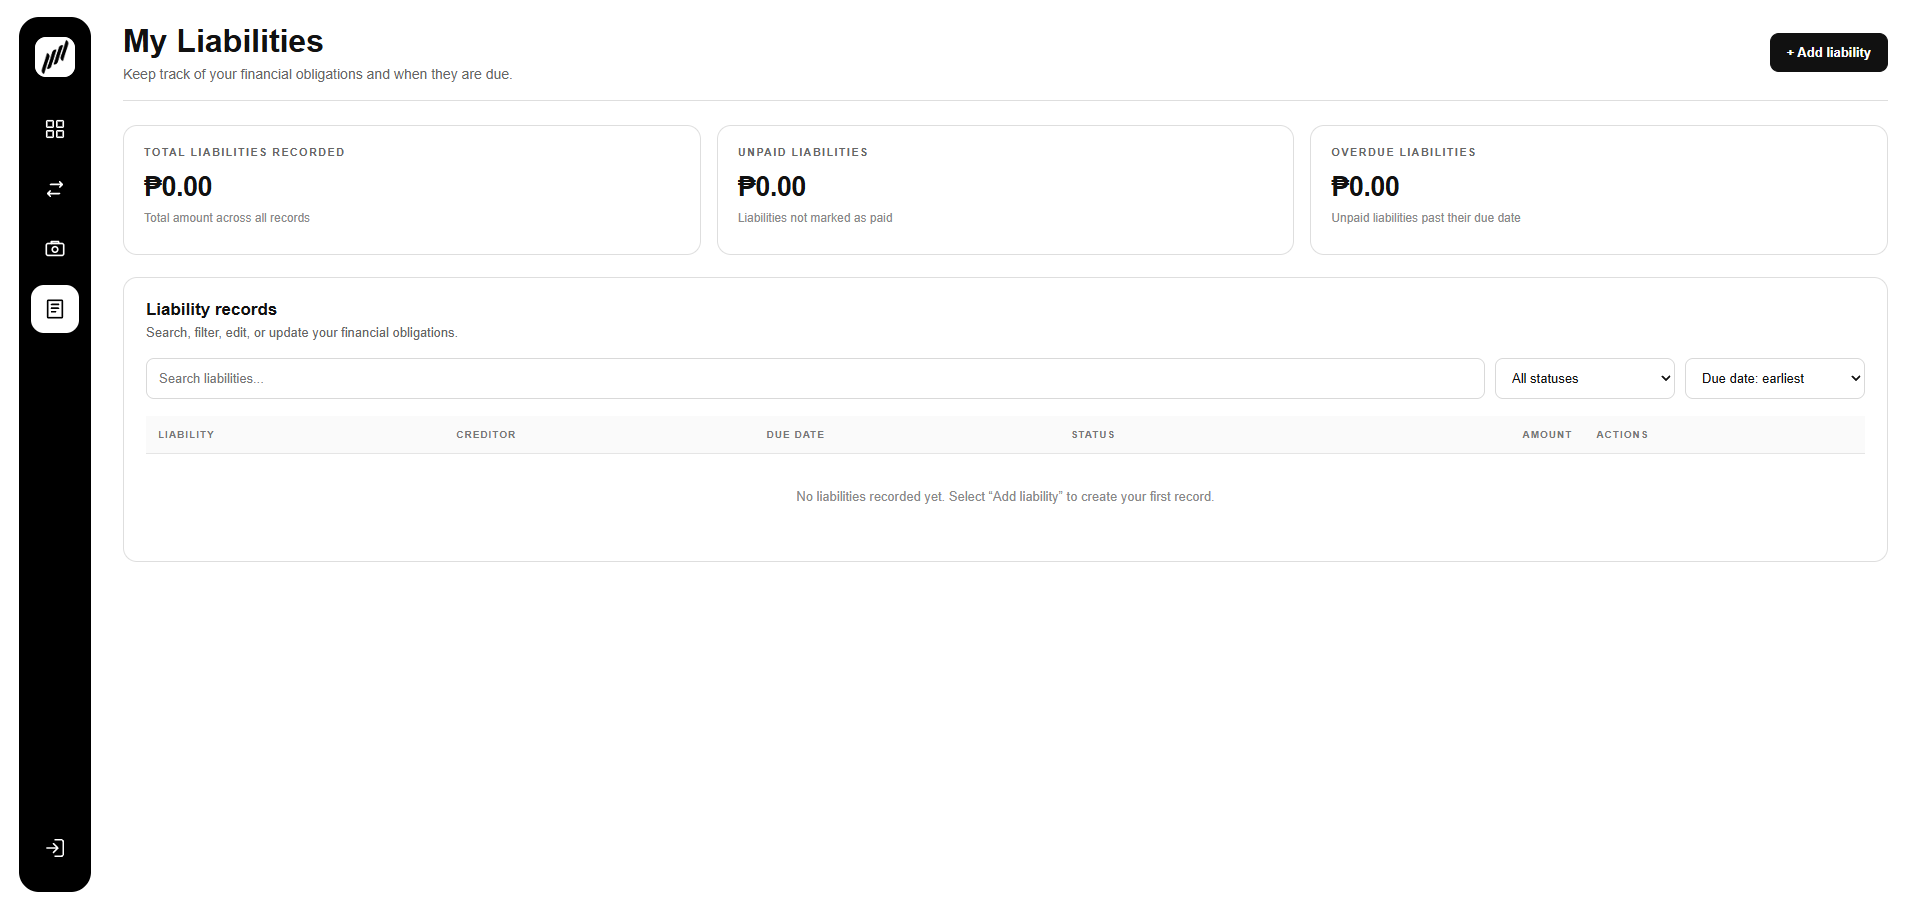 My Liabilities
Keep track of your financial obligations and when they are due.
+ Add liability
TOTAL LIABILITIES RECORDED
₱0.00
Total amount across all records
UNPAID LIABILITIES
₱0.00
Liabilities not marked as paid
OVERDUE LIABILITIES
₱0.00
Unpaid liabilities past their due date
Liability records
Search, filter, edit, or update your financial obligations.
Search liabilities...
All statuses
Due date: earliest
LIABILITY CREDITOR DUE DATE STATUS AMOUNT ACTIONS
No liabilities recorded yet. Select “Add liability” to create your first record.